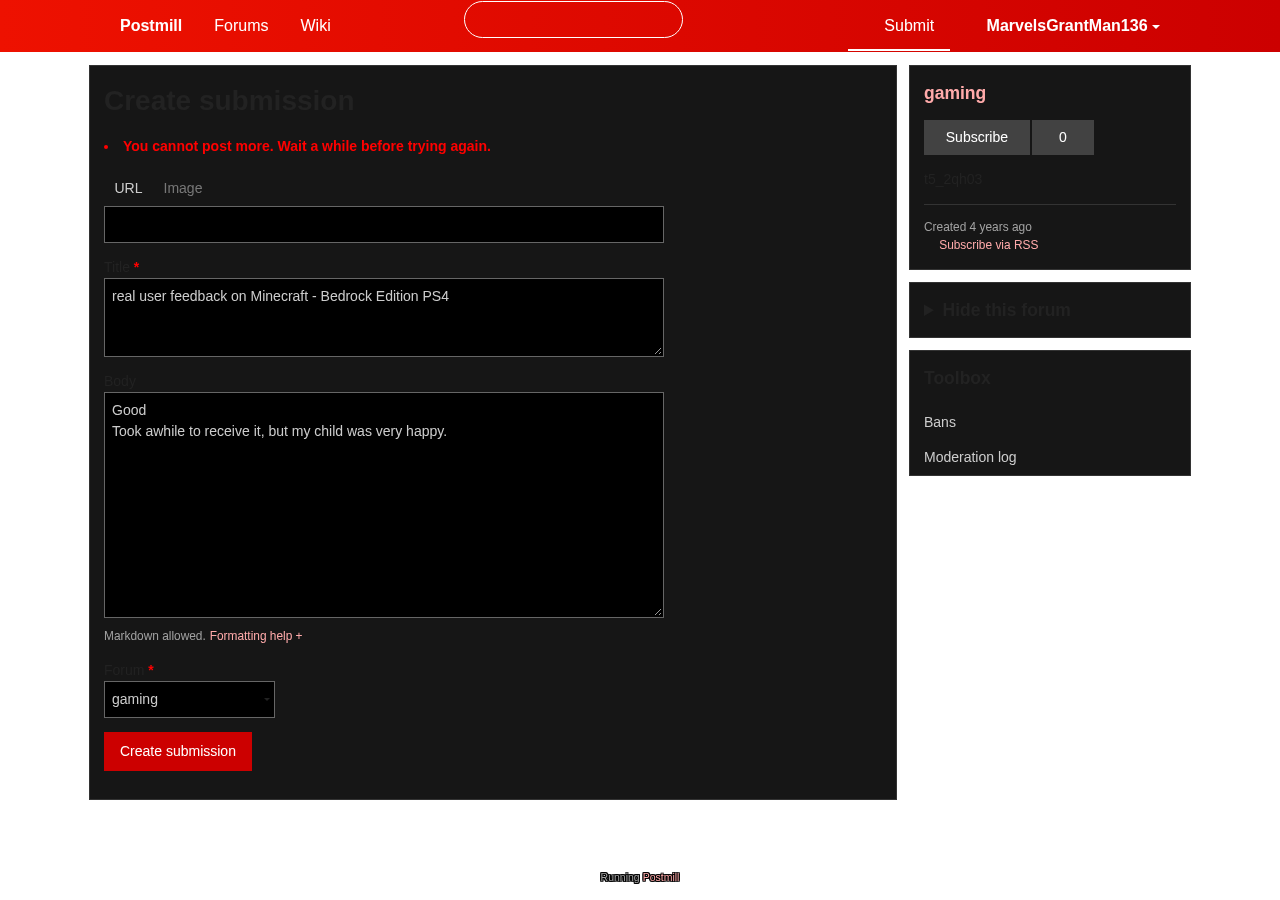 Postmill Forums Wiki Submit MarvelsGrantMan136
Create submission
You cannot post more. Wait a while before trying again.
URL Image
Title *
real user feedback on Minecraft - Bedrock Edition PS4
Body
Good
Took awhile to receive it, but my child was very happy.
Markdown allowed. Formatting help +
Forum *
gaming
Create submission
gaming
Subscribe 0
t5_2qh03
Created 4 years ago
Subscribe via RSS
Hide this forum
Toolbox
Bans
Moderation log
Running Postmill